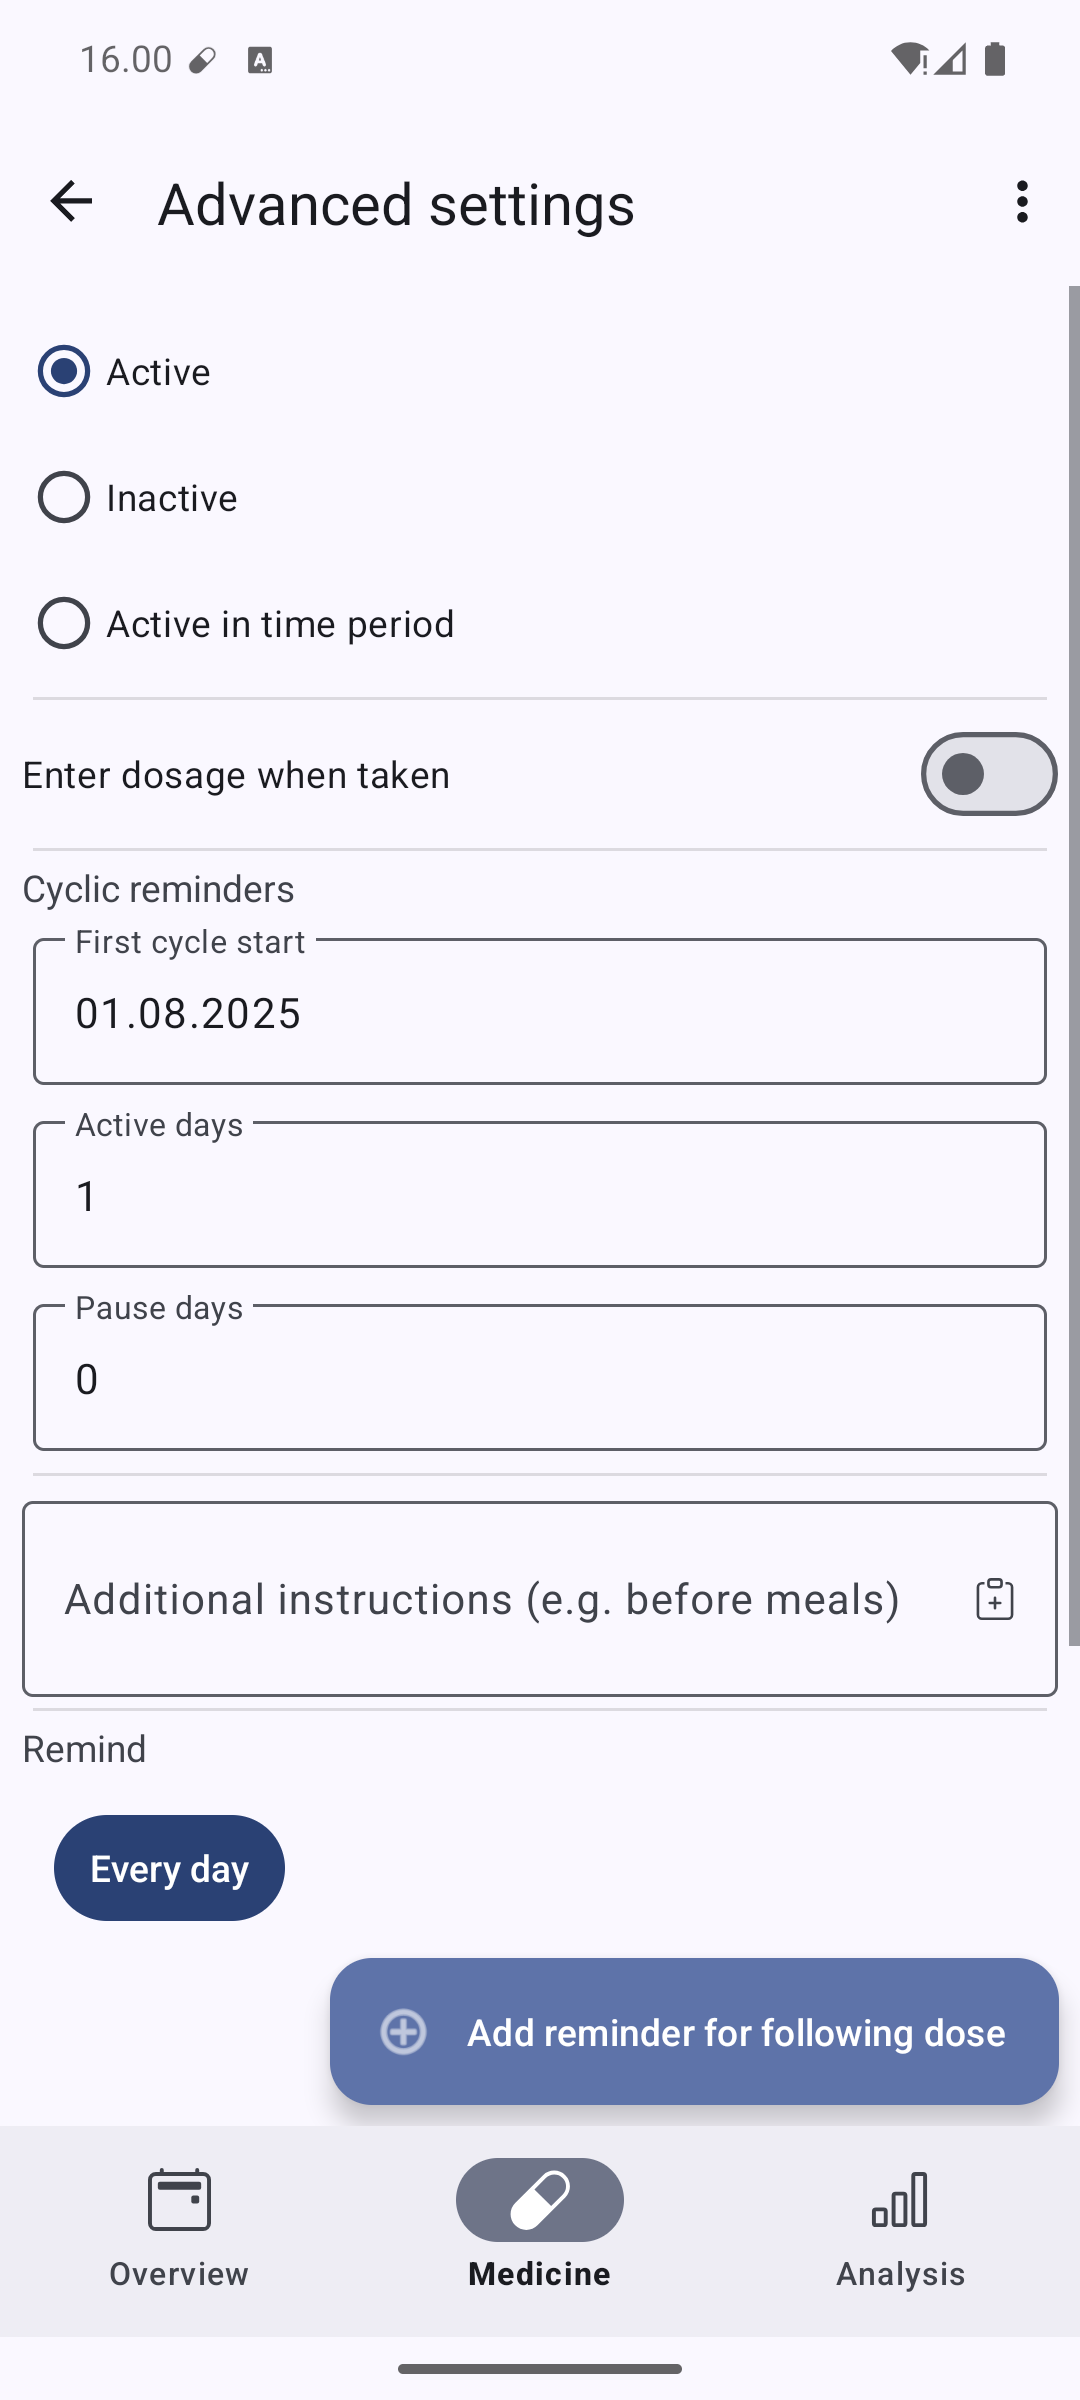 16.00
Advanced settings
Active
Inactive
Active in time period
Enter dosage when taken
Cyclic reminders
First cycle start
01.08.2025
Active days
1
Pause days
0
Additional instructions (e.g. before meals)
Remind
Every day
Add reminder for following dose
Overview
Medicine
Analysis